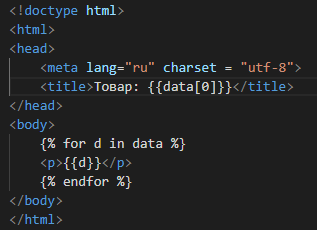 <!doctype html>
<html>
<head>
<meta lang="ru" charset = "utf-8">
<title>Товар: {{data[0]}}</title>
</head>
<body>
{% for d in data %}
<p>{{d}}</p>
{% endfor %}
</body>
</html>